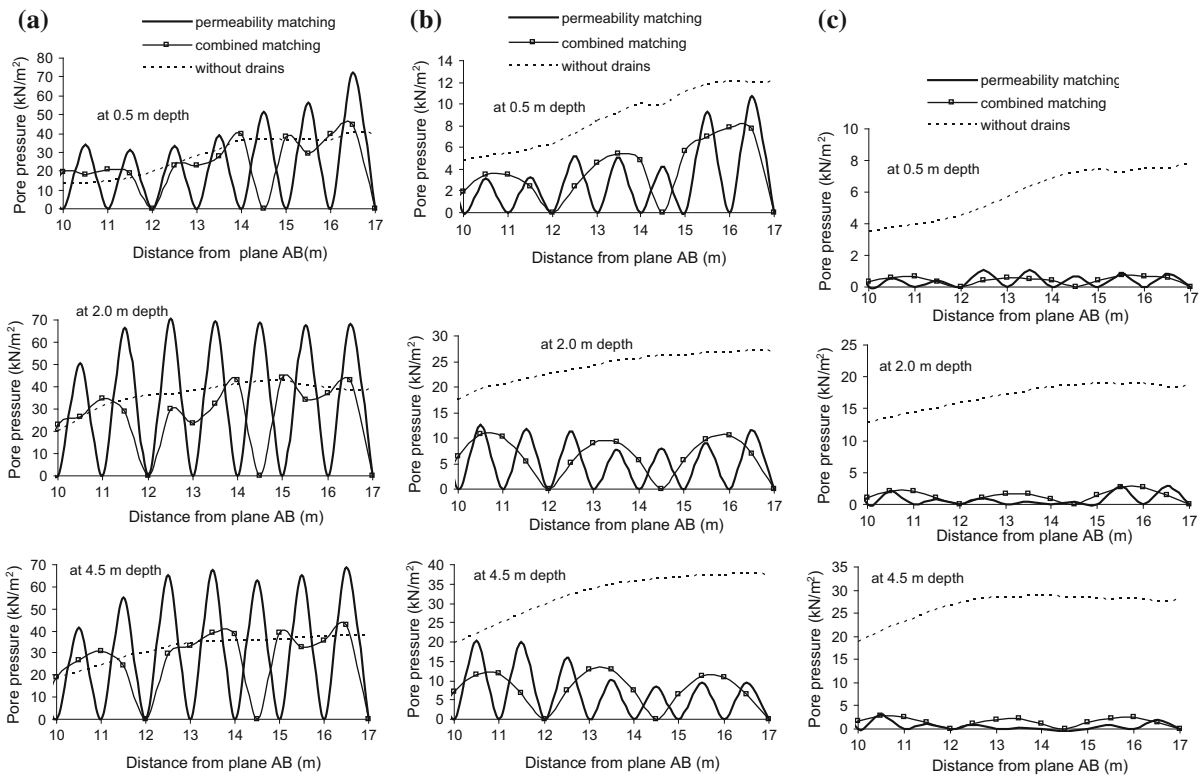 (a)
permeability matching
combined matching
without drains
Pore pressure (kN/m²)
80
70
60
50
40
30
20
10
0
at 0.5 m depth
10 11 12 13 14 15 16 17
Distance from plane AB(m)
Pore pressure (kN/m²)
70
60
50
40
30
20
10
0
at 2.0 m depth
10 11 12 13 14 15 16 17
Distance from plane AB (m)
Pore pressure (kN/m²)
70
60
50
40
30
20
10
0
at 4.5 m depth
10 11 12 13 14 15 16 17
Distance from plane AB (m)
(b)
permeability matching
combined matching
without drains
Pore pressure (kN/m²)
14
12
10
8
6
4
2
0
at 0.5 m depth
10 11 12 13 14 15 16 17
Distance from plane AB (m)
Pore pressure (kN/m²)
30
25
20
15
10
5
0
at 2.0 m depth
10 11 12 13 14 15 16 17
Distance from plane AB (m)
Pore pressure (kN/m²)
40
35
30
25
20
15
10
5
0
at 4.5 m depth
10 11 12 13 14 15 16 17
Distance from plane AB (m)
(c)
permeability matching
combined matching
without drains
Pore pressure (kN/m²)
10
8
6
4
2
0
at 0.5 m depth
10 11 12 13 14 15 16 17
Distance from plane AB (m)
Pore pressure (kN/m²)
25
20
15
10
5
0
at 2.0 m depth
10 11 12 13 14 15 16 17
Distance from plane AB (m)
Pore pressure (kN/m²)
35
30
25
20
15
10
5
0
at 4.5 m depth
10 11 12 13 14 15 16 17
Distance from plane AB (m)